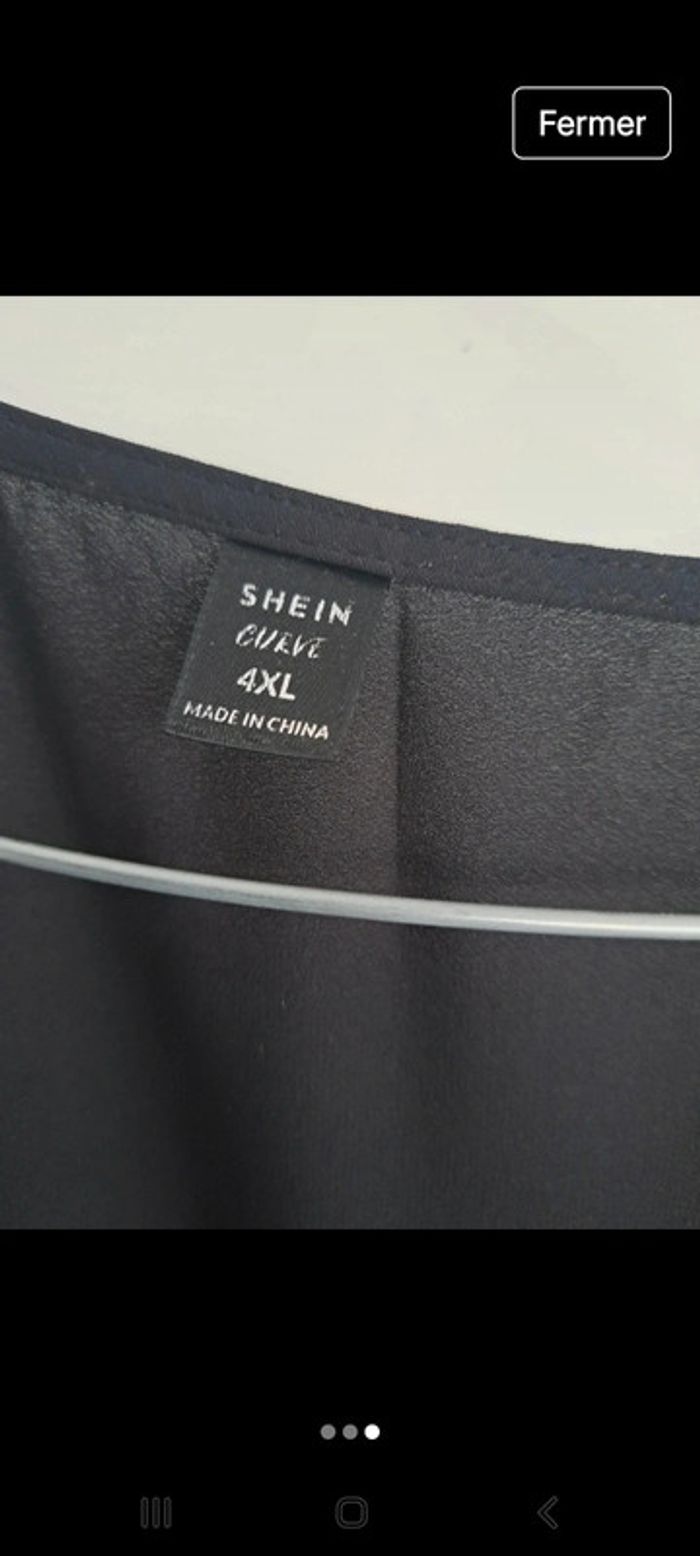 Fermer
SHEIN
CURVE
4XL
MADE IN CHINA